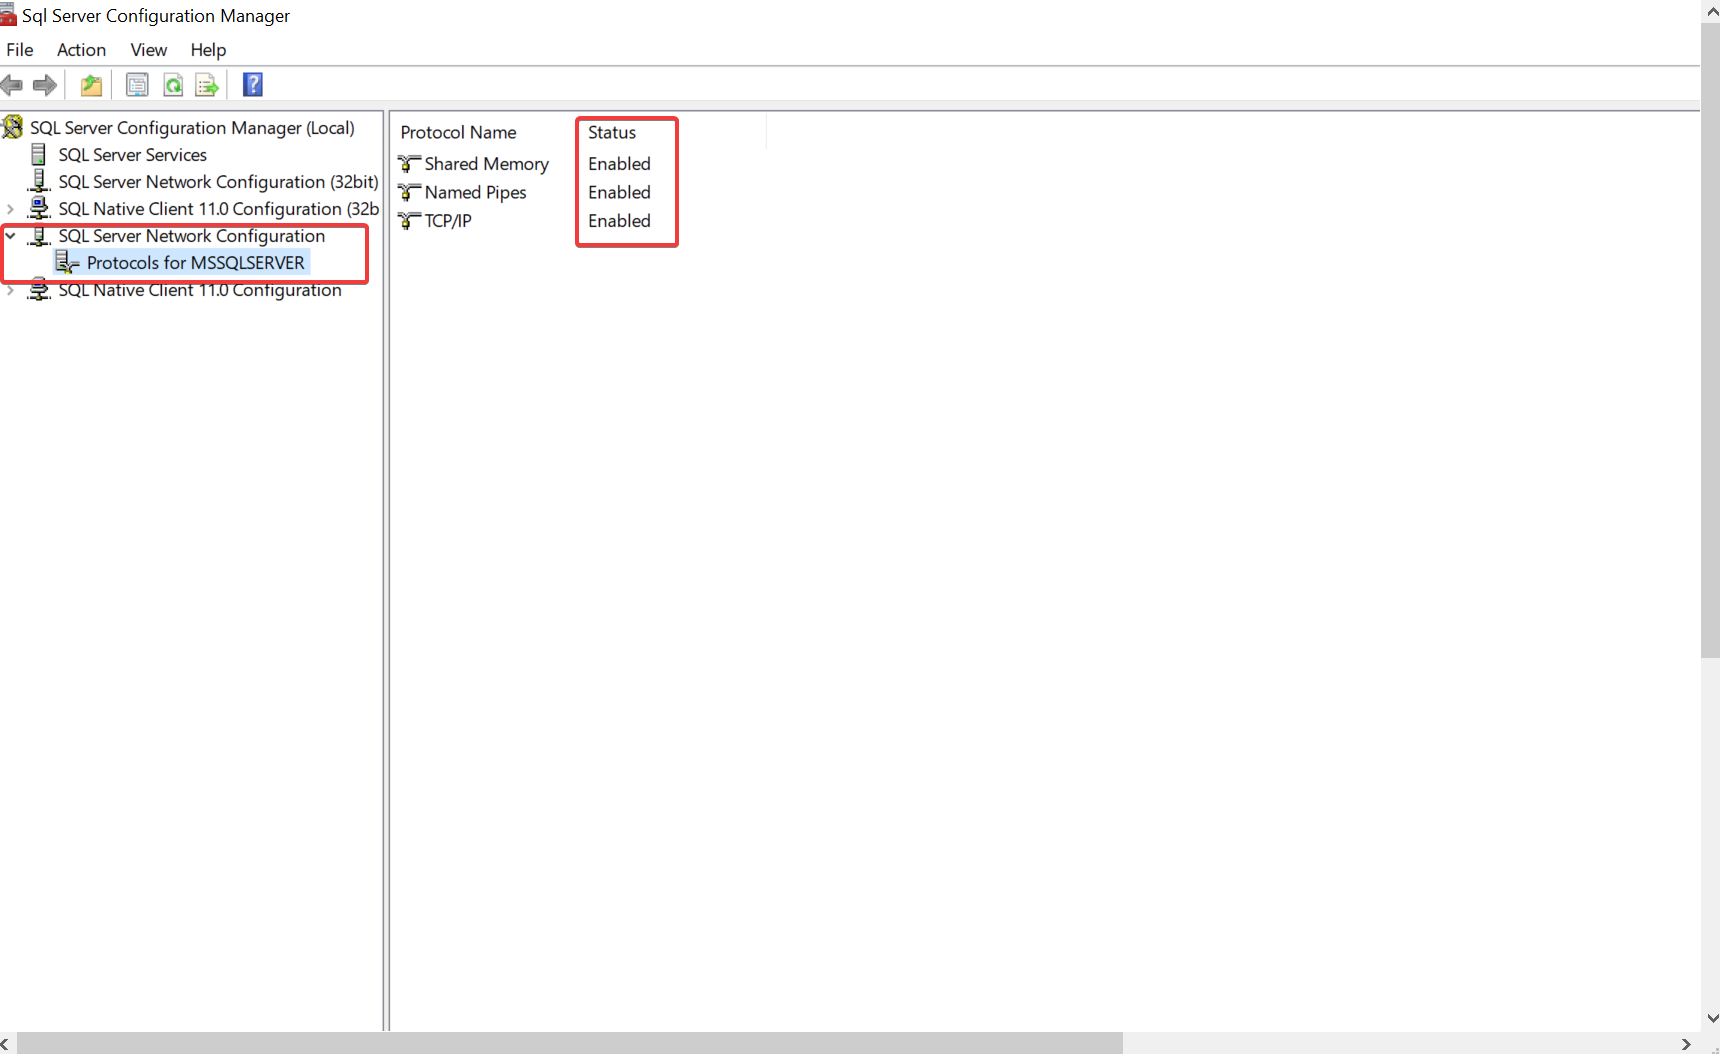 Sql Server Configuration Manager
File Action View Help
SQL Server Configuration Manager (Local)
SQL Server Services
SQL Server Network Configuration (32bit)
SQL Native Client 11.0 Configuration (32b
SQL Server Network Configuration
Protocols for MSSQLSERVER
SQL Native Client 11.0 Configuration
Protocol Name Status
Shared Memory Enabled
Named Pipes Enabled
TCP/IP Enabled